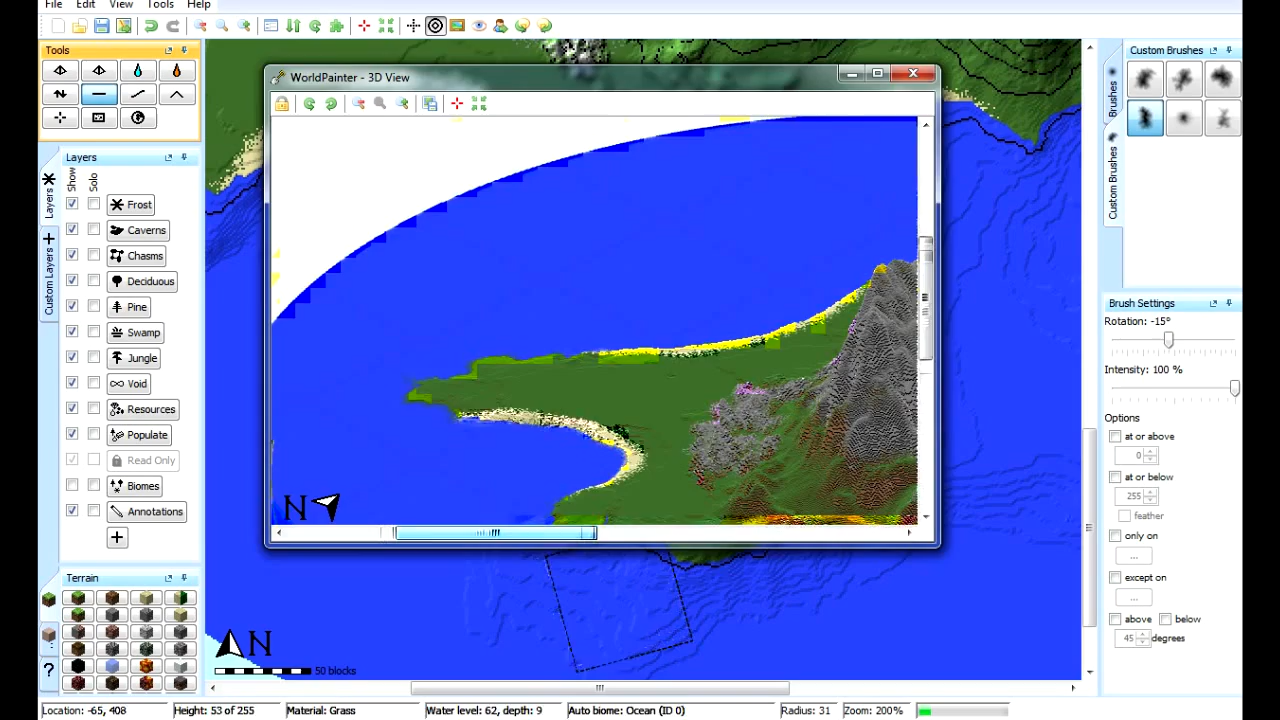 File Edit View Tools Help
Tools
WorldPainter - 3D View
Custom Brushes
Layers
Show
Solo
Layers
Custom Layers
Frost
Caverns
Chasms
Deciduous
Pine
Swamp
Jungle
Void
Resources
Populate
Read Only
Biomes
Annotations
Terrain
N
N
50 blocks
Brushes
Custom Brushes
Brush Settings
Rotation: -15°
Intensity: 100 %
Options
at or above
0
at or below
255
feather
only on
...
except on
...
above below
45 degrees
Location: -65, 408 Height: 53 of 255 Material: Grass Water level: 62, depth: 9 Auto biome: Ocean (ID 0) Radius: 31 Zoom: 200%